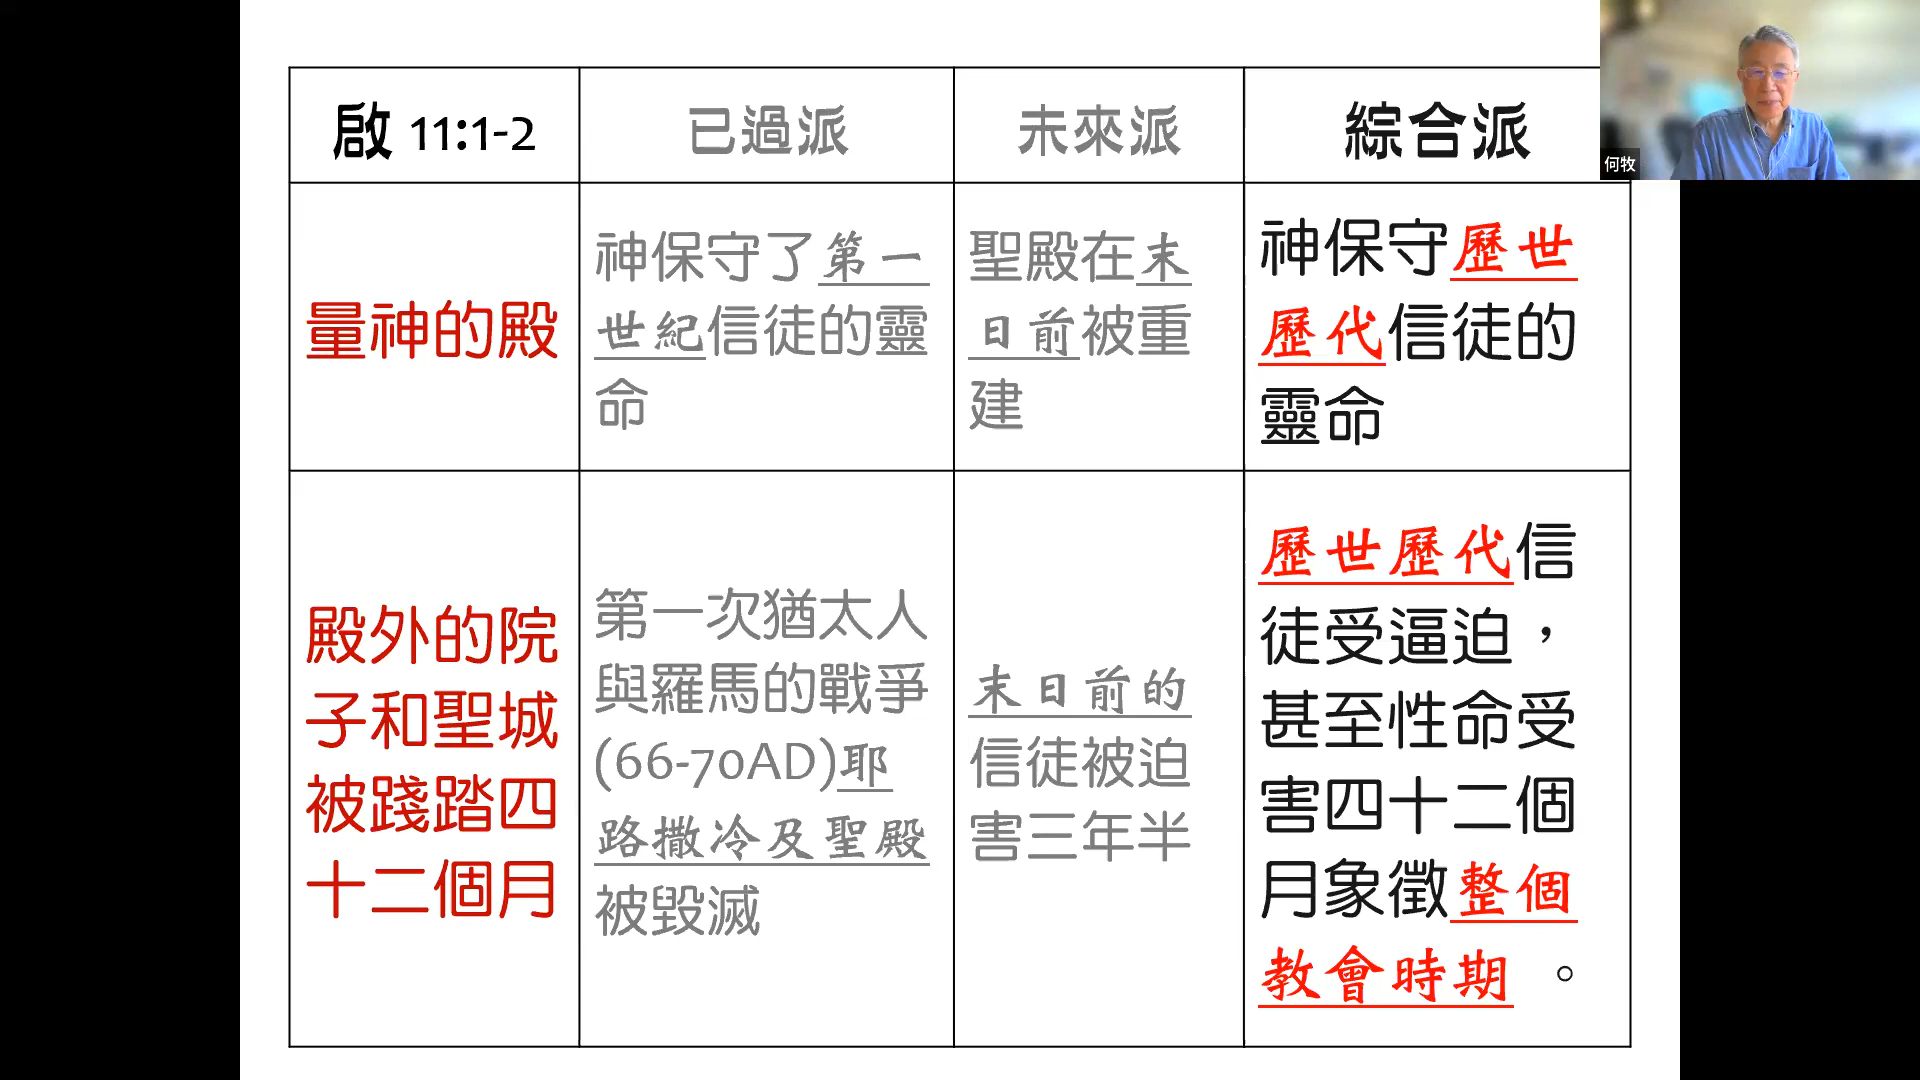 啟 11:1-2
已過派
未來派
綜合派
何牧
量神的殿
神保守了第一
世紀信徒的靈
命
聖殿在末
日前被重
建
神保守歷世
歷代信徒的
靈命
殿外的院
子和聖城
被踐踏四
十二個月
第一次猶太人
與羅馬的戰爭
(66-70AD)耶
路撒冷及聖殿
被毀滅
末日前的
信徒被迫
害三年半
歷世歷代信
徒受逼迫，
甚至性命受
害四十二個
月象徵整個
教會時期 。